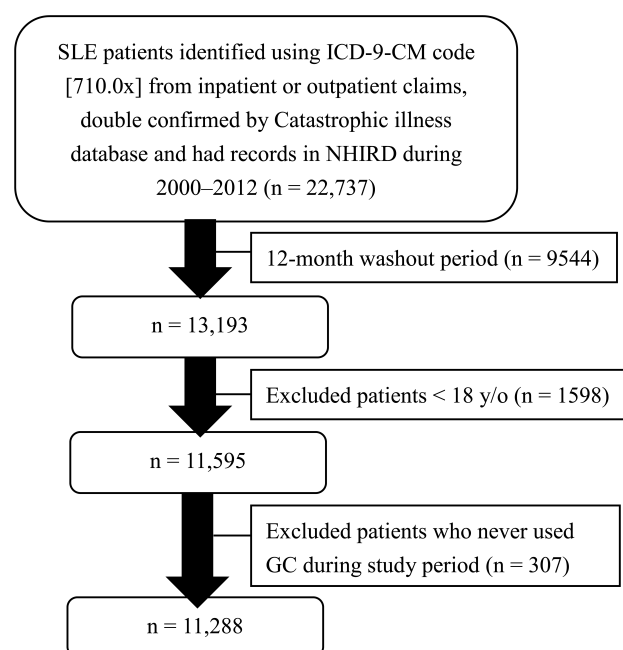 SLE patients identified using ICD-9-CM code
[710.0x] from inpatient or outpatient claims,
double confirmed by Catastrophic illness
database and had records in NHIRD during
2000–2012 (n = 22,737)
12-month washout period (n = 9544)
n = 13,193
Excluded patients < 18 y/o (n = 1598)
n = 11,595
Excluded patients who never used
GC during study period (n = 307)
n = 11,288